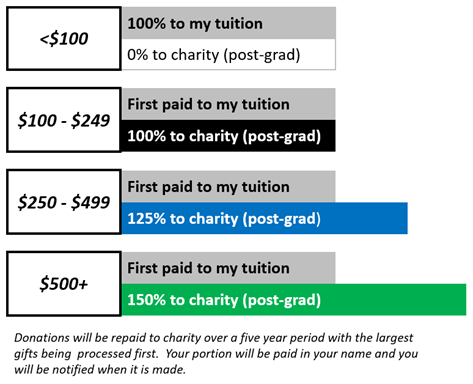 <$100
100% to my tuition
0% to charity (post-grad)
$100 - $249
First paid to my tuition
100% to charity (post-grad)
$250 - $499
First paid to my tuition
125% to charity (post-grad)
$500+
First paid to my tuition
150% to charity (post-grad)
Donations will be repaid to charity over a five year period with the largest
gifts being processed first. Your portion will be paid in your name and you
will be notified when it is made.